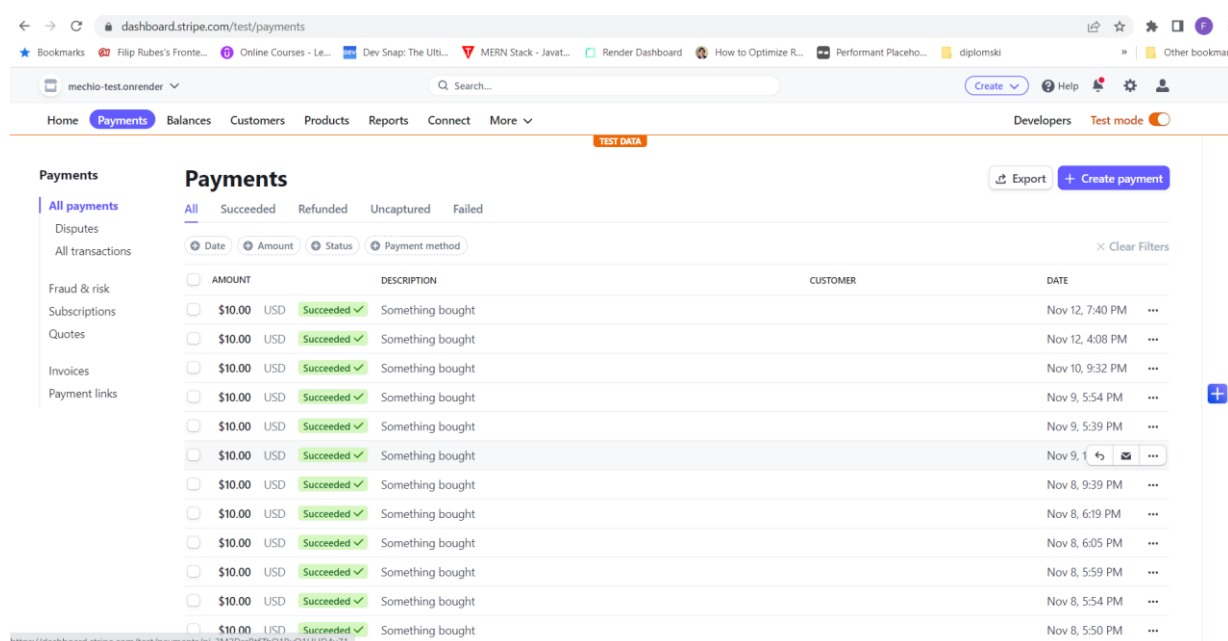 dashboard.stripe.com/test/payments
F
Bookmarks Filip Rubes's Fronte... Online Courses - Le... DEV Dev Snap: The Ulti... MERN Stack - Javat... Render Dashboard How to Optimize R... Performant Placeho... diplomski » Other bookmar
mechio-test.onrender Search... Create Help
Home Payments Balances Customers Products Reports Connect More Developers Test mode
TEST DATA
Payments
All payments
Disputes
All transactions
Fraud & risk
Subscriptions
Quotes
Invoices
Payment links
Payments
Export + Create payment
All Succeeded Refunded Uncaptured Failed
Date Amount Status Payment method × Clear Filters
AMOUNT DESCRIPTION CUSTOMER DATE
$10.00 USD Succeeded ✓ Something bought Nov 12, 7:40 PM ...
$10.00 USD Succeeded ✓ Something bought Nov 12, 4:08 PM ...
$10.00 USD Succeeded ✓ Something bought Nov 10, 9:32 PM ...
$10.00 USD Succeeded ✓ Something bought Nov 9, 5:54 PM ...
$10.00 USD Succeeded ✓ Something bought Nov 9, 5:39 PM ...
$10.00 USD Succeeded ✓ Something bought Nov 9, 1 ...
$10.00 USD Succeeded ✓ Something bought Nov 8, 9:39 PM ...
$10.00 USD Succeeded ✓ Something bought Nov 8, 6:19 PM ...
$10.00 USD Succeeded ✓ Something bought Nov 8, 6:05 PM ...
$10.00 USD Succeeded ✓ Something bought Nov 8, 5:59 PM ...
$10.00 USD Succeeded ✓ Something bought Nov 8, 5:54 PM ...
$10.00 USD Succeeded ✓ Something bought Nov 8, 5:50 PM ...